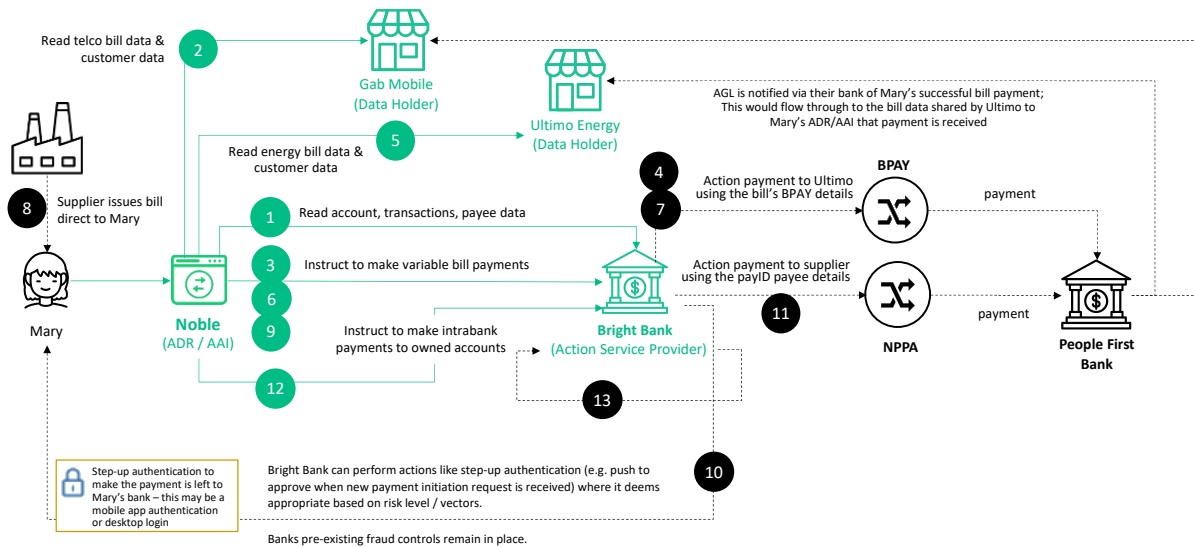 Read telco bill data &
customer data
2
Gab Mobile
(Data Holder)
AGL is notified via their bank of Mary's successful bill payment;
This would flow through to the bill data shared by Ultimo to
Mary's ADR/AAI that payment is received
Ultimo Energy
(Data Holder)
5
Read energy bill data &
customer data
8
Supplier issues bill
direct to Mary
4
7
Action payment to Ultimo
using the bill's BPAY details
BPAY
payment
1
Read account, transactions, payee data
3
Instruct to make variable bill payments
6
9
Action payment to supplier
using the payID payee details
11
NPPA
payment
$
$
Mary
Noble
(ADR / AAI)
Instruct to make intrabank
payments to owned accounts
Bright Bank
(Action Service Provider)
People First
Bank
12
13
10
Step-up authentication to
make the payment is left to
Mary's bank – this may be a
mobile app authentication
or desktop login
Bright Bank can perform actions like step-up authentication (e.g. push to
approve when new payment initiation request is received) where it deems
appropriate based on risk level / vectors.
Banks pre-existing fraud controls remain in place.